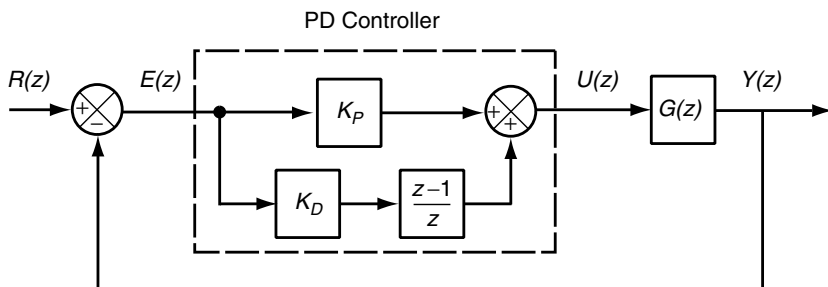 PD Controller
R(z)
E(z)
U(z)
Y(z)
+
−
K_P
+
+
G(z)
K_D
z−1
z